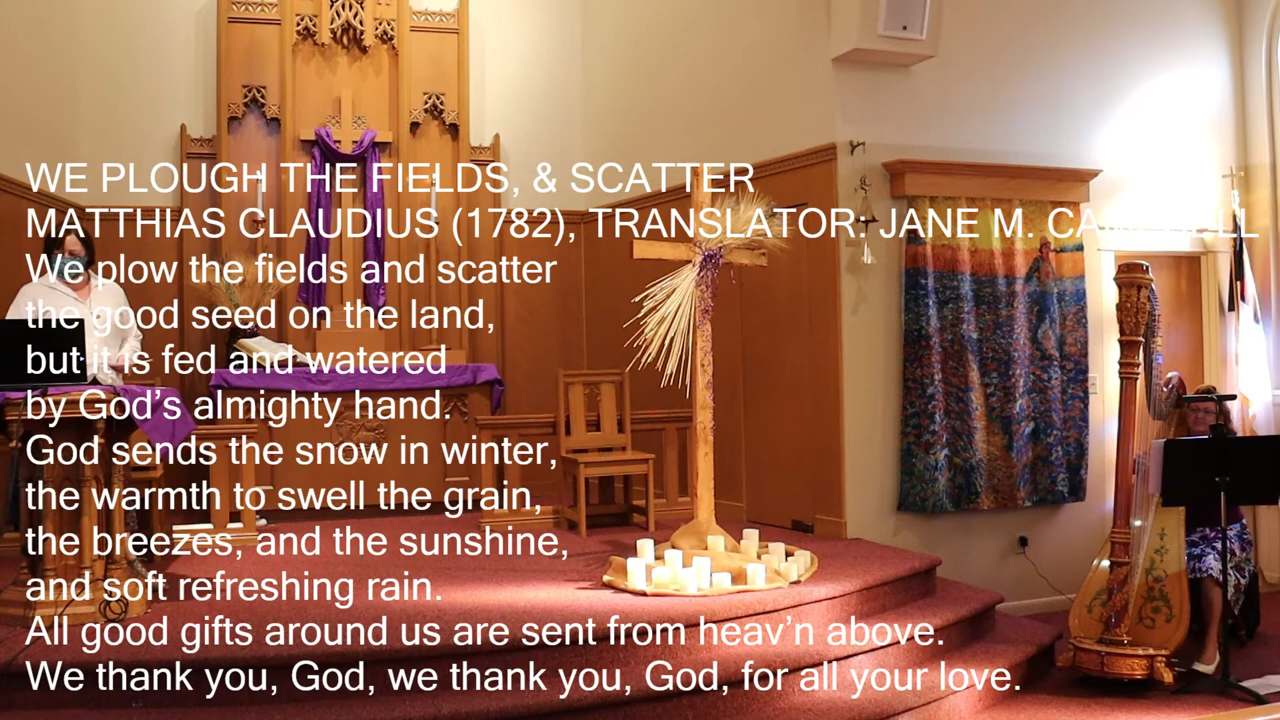 WE PLOUGH THE FIELDS, & SCATTER
MATTHIAS CLAUDIUS (1782), TRANSLATOR: JANE M. CAMPBELL
We plow the fields and scatter
the good seed on the land,
but it is fed and watered
by God’s almighty hand.
God sends the snow in winter,
the warmth to swell the grain,
the breezes, and the sunshine,
and soft refreshing rain.
All good gifts around us are sent from heav’n above.
We thank you, God, we thank you, God, for all your love.